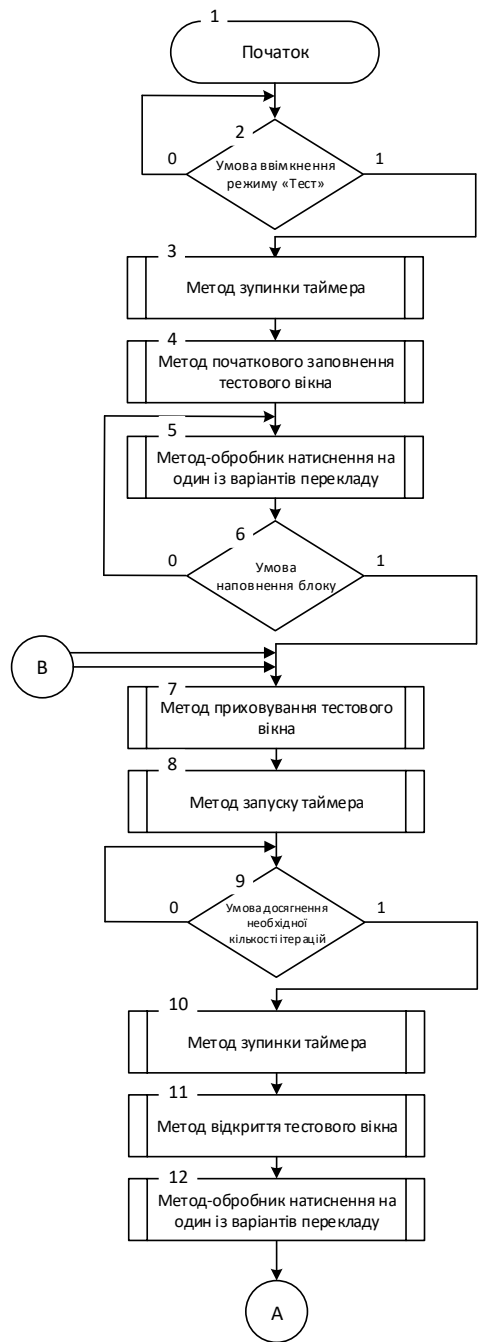 1
Початок
2
0
1
Умова ввімкнення
режиму «Тест»
3
Метод зупинки таймера
4
Метод початкового заповнення
тестового вікна
5
Метод-обробник натиснення на
один із варіантів перекладу
6
0
1
Умова
наповнення блоку
В
7
Метод приховування тестового
вікна
8
Метод запуску таймера
9
0
1
Умова досягнення
необхідної
кількості ітерацій
10
Метод зупинки таймера
11
Метод відкриття тестового вікна
12
Метод-обробник натиснення на
один із варіантів перекладу
А